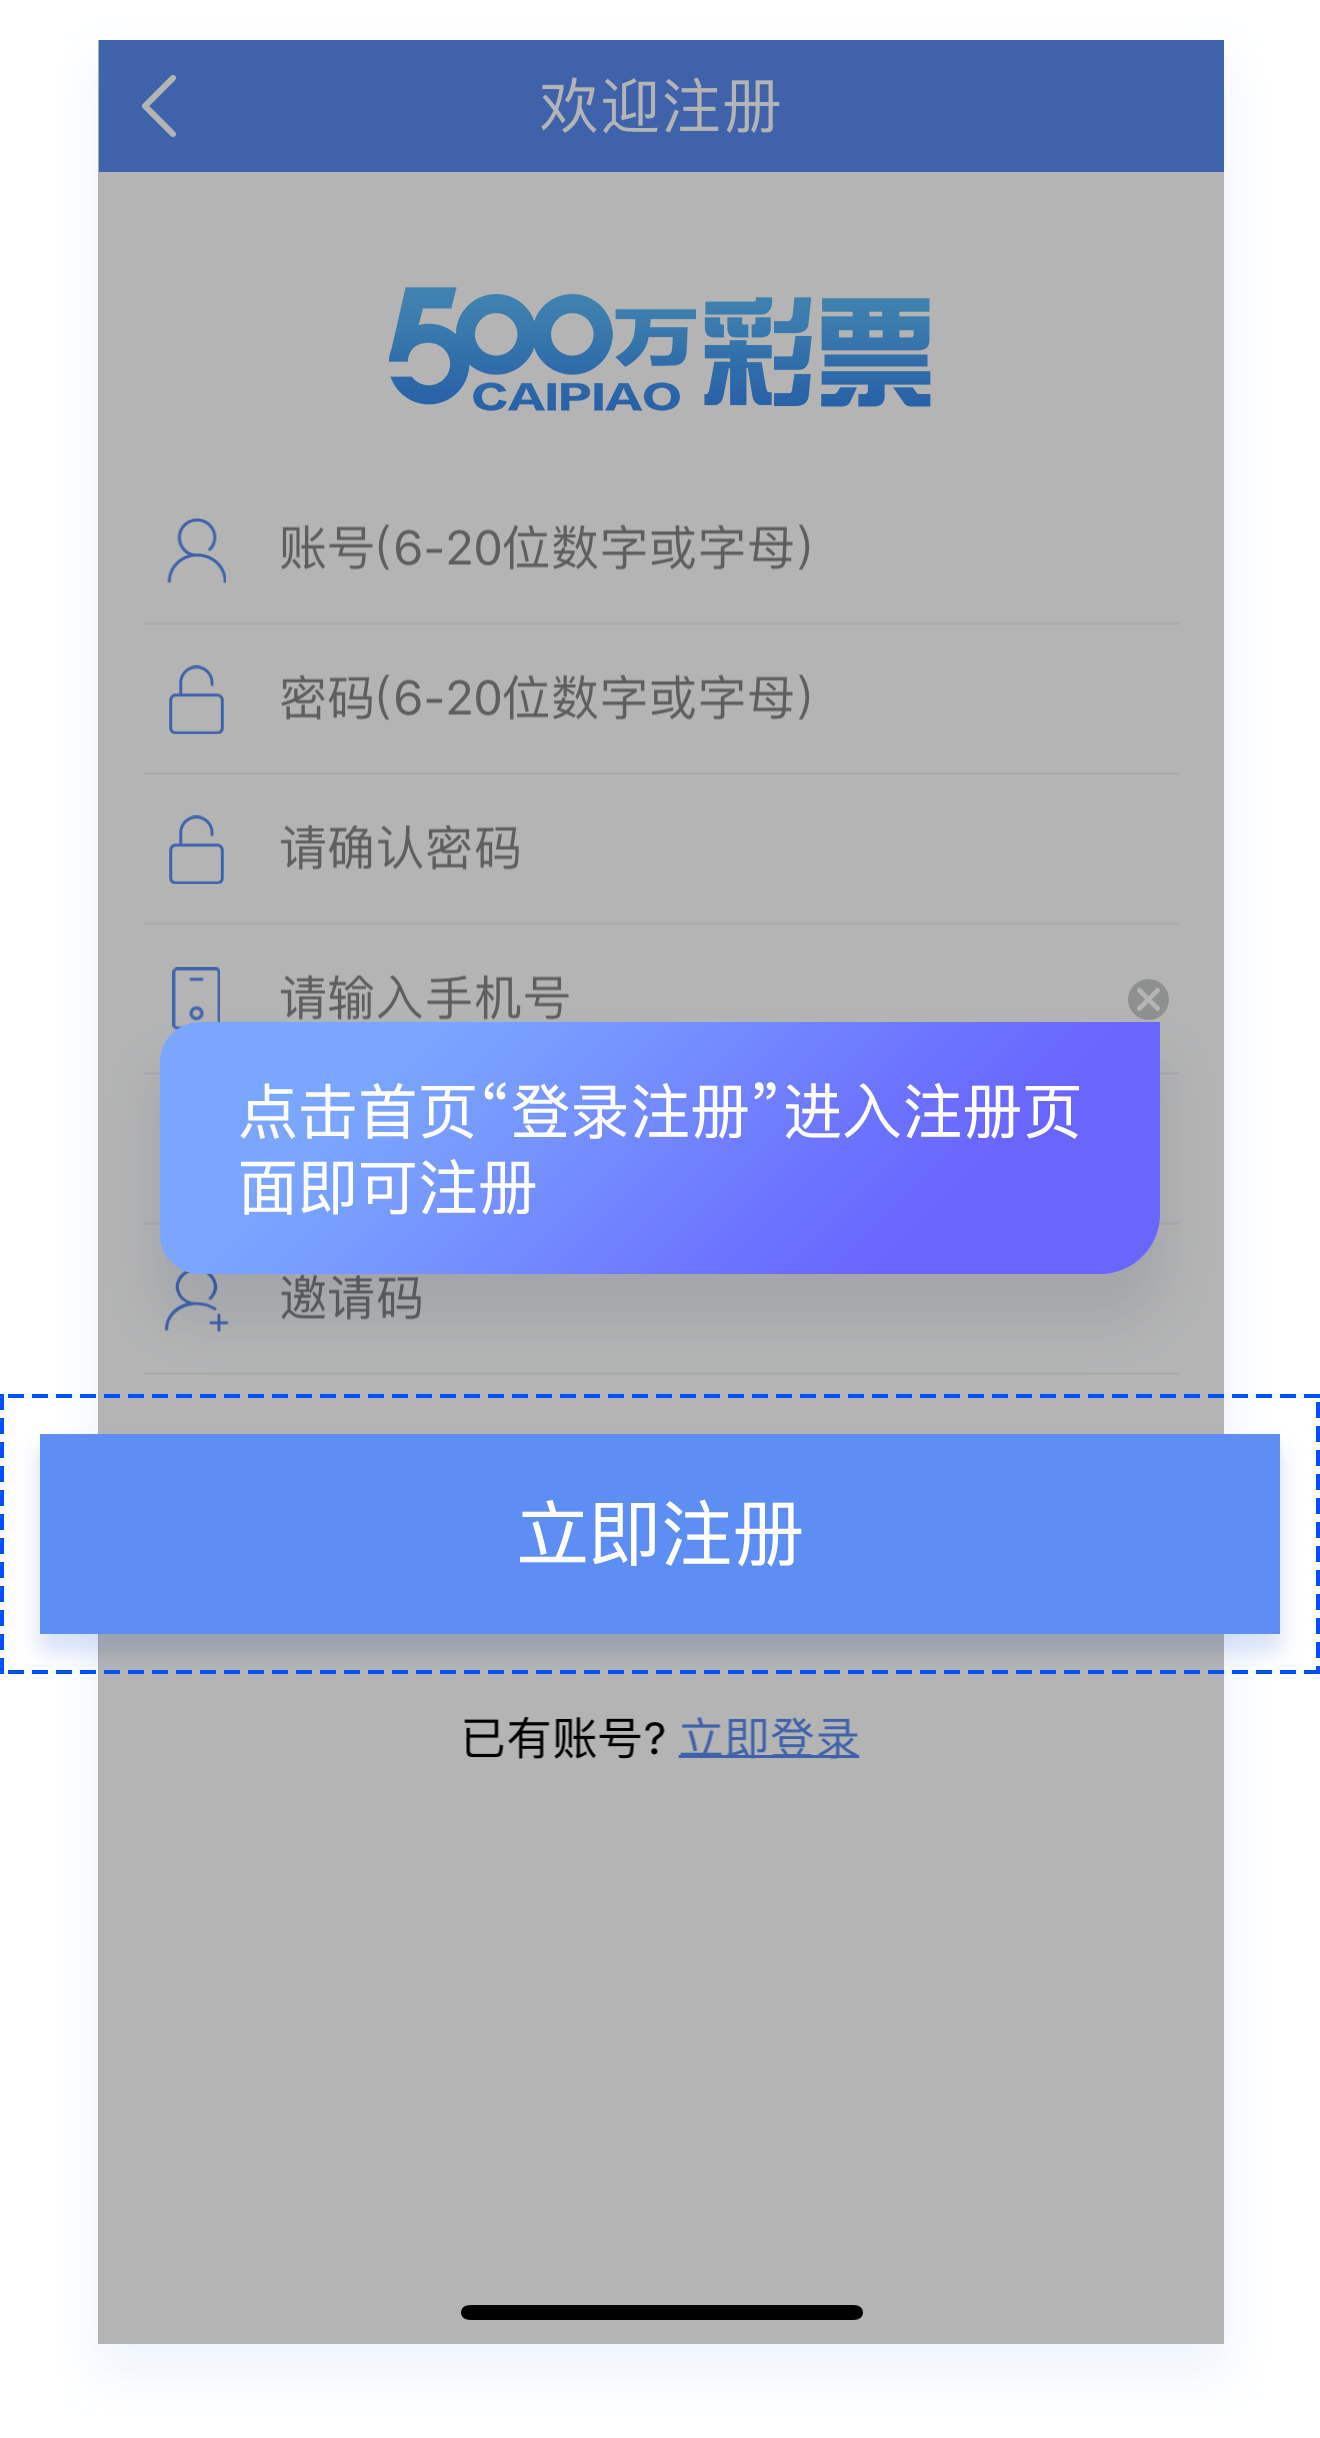 欢迎注册
500万彩票
CAIPIAO
账号(6-20位数字或字母)
密码(6-20位数字或字母)
请确认密码
请输入手机号
点击首页“登录注册”进入注册页
面即可注册
邀请码
立即注册
已有账号? 立即登录